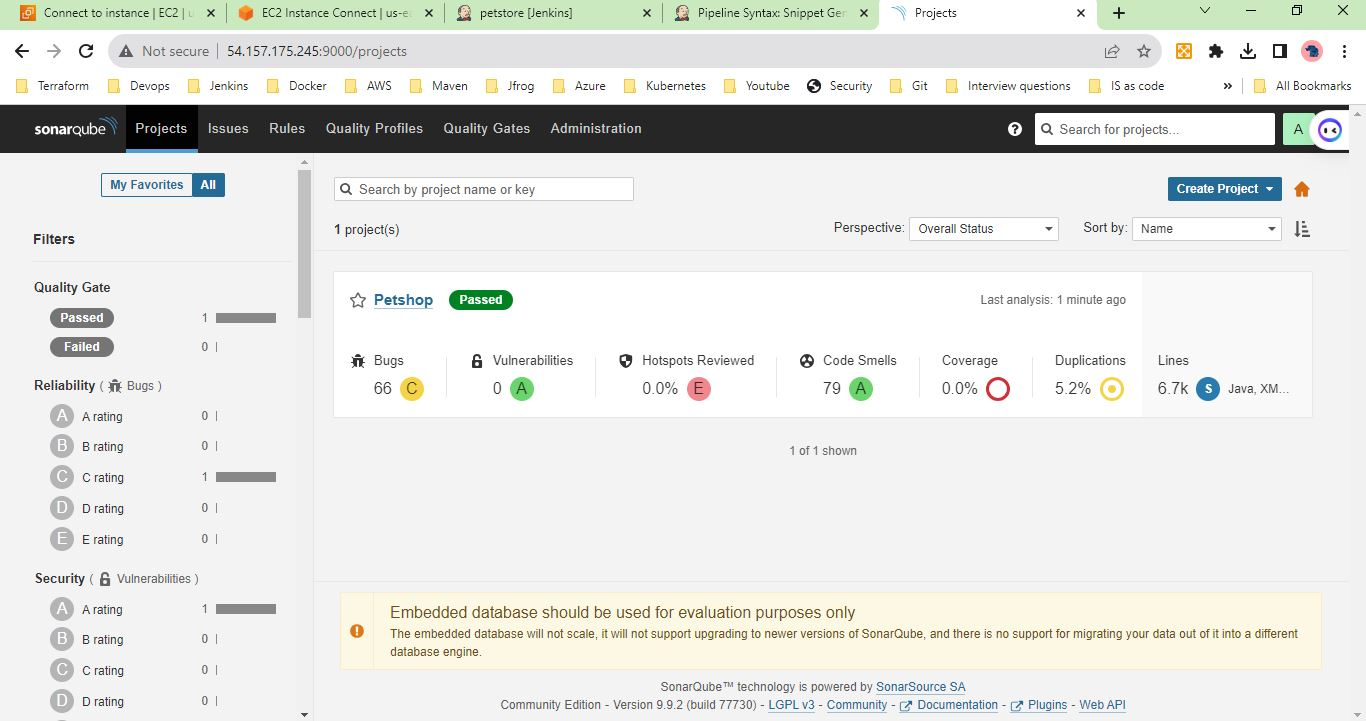 Connect to instance | EC2 | u
EC2 Instance Connect | us-ea
petstore [Jenkins]
Pipeline Syntax: Snippet Gen
Projects
Not secure
54.157.175.245:9000/projects
Terraform
Devops
Jenkins
Docker
AWS
Maven
Jfrog
Azure
Kubernetes
Youtube
Security
Git
Interview questions
IS as code
»
All Bookmarks
sonarqube
Projects
Issues
Rules
Quality Profiles
Quality Gates
Administration
Search for projects...
A
My Favorites
All
Search by project name or key
Create Project
1 project(s)
Perspective:
Overall Status
Sort by:
Name
Filters
Quality Gate
Passed
1
Failed
0
Reliability ( Bugs )
A A rating 0
B B rating 0
C C rating 1
D D rating 0
E E rating 0
Security ( Vulnerabilities )
A A rating 1
B B rating 0
C C rating 0
D D rating 0
Petshop
Passed
Last analysis: 1 minute ago
Bugs
66 C
Vulnerabilities
0 A
Hotspots Reviewed
0.0% E
Code Smells
79 A
Coverage
0.0%
Duplications
5.2%
Lines
6.7k S Java, XM...
1 of 1 shown
Embedded database should be used for evaluation purposes only
The embedded database will not scale, it will not support upgrading to newer versions of SonarQube, and there is no support for migrating your data out of it into a different
database engine.
SonarQube™ technology is powered by SonarSource SA
Community Edition - Version 9.9.2 (build 77730) - LGPL v3 - Community - Documentation - Plugins - Web API